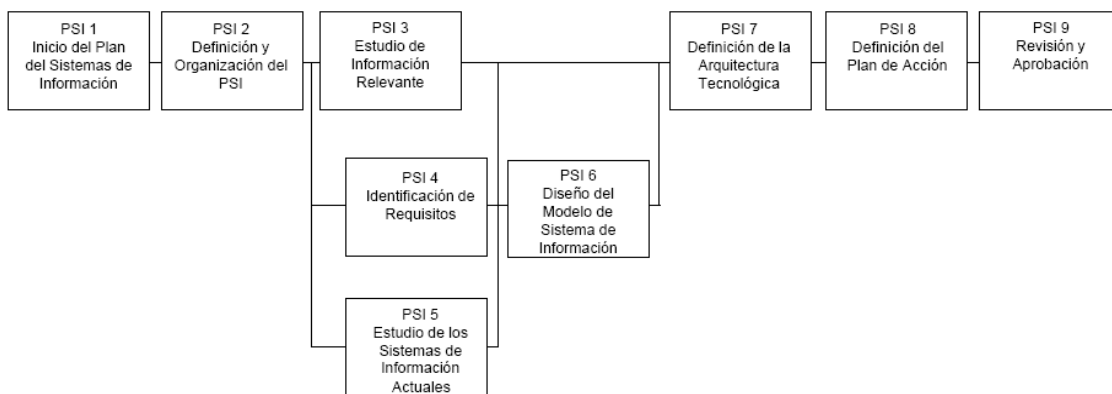 PSI 1
Inicio del Plan
del Sistemas de
Información
PSI 2
Definición y
Organización del
PSI
PSI 3
Estudio de
Información
Relevante
PSI 7
Definición de la
Arquitectura
Tecnológica
PSI 8
Definición del
Plan de Acción
PSI 9
Revisión y
Aprobación
PSI 4
Identificación de
Requisitos
PSI 6
Diseño del
Modelo de
Sistema de
Información
PSI 5
Estudio de los
Sistemas de
Información
Actuales